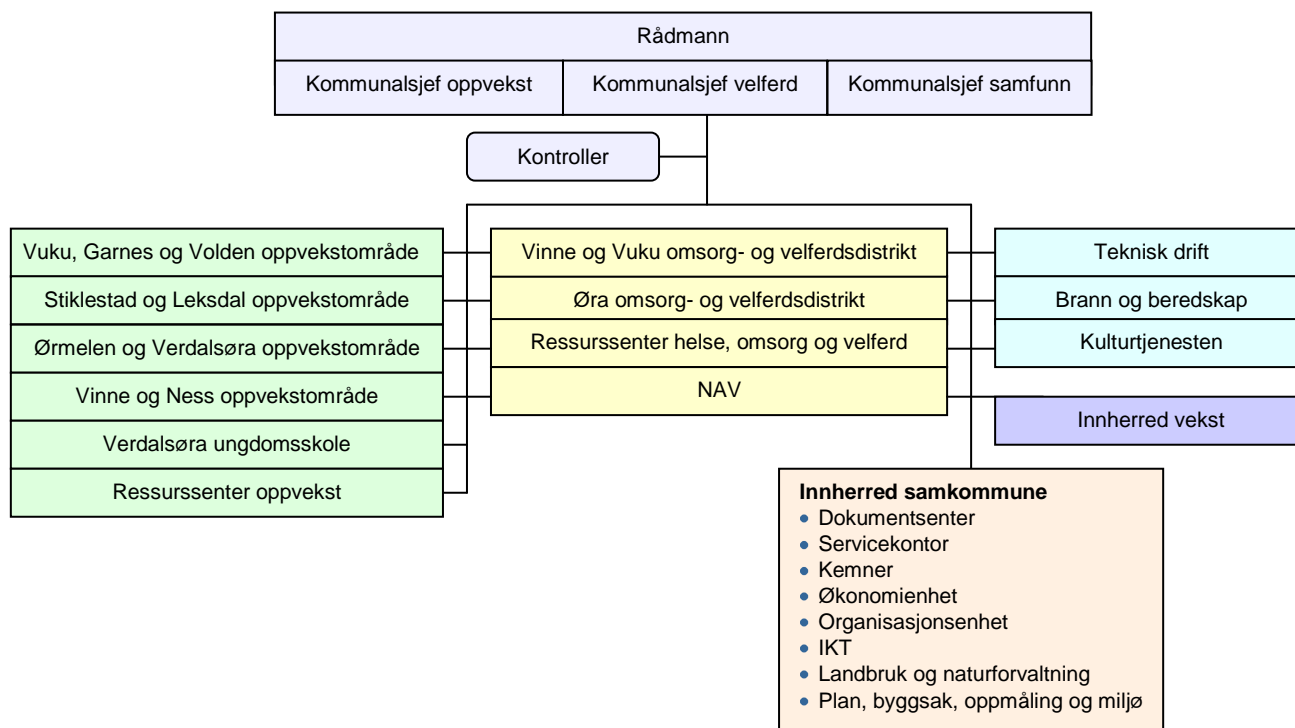 Rådmann
Kommunalsjef oppvekst
Kommunalsjef velferd
Kommunalsjef samfunn
Kontroller
Vuku, Garnes og Volden oppvekstområde
Stiklestad og Leksdal oppvekstområde
Ørmelen og Verdalsøra oppvekstområde
Vinne og Ness oppvekstområde
Verdalsøra ungdomsskole
Ressurssenter oppvekst
Vinne og Vuku omsorg- og velferdsdistrikt
Øra omsorg- og velferdsdistrikt
Ressurssenter helse, omsorg og velferd
NAV
Teknisk drift
Brann og beredskap
Kulturtjenesten
Innherred vekst
Innherred samkommune
• Dokumentsenter
• Servicekontor
• Kemner
• Økonomienhet
• Organisasjonsenhet
• IKT
• Landbruk og naturforvaltning
• Plan, byggsak, oppmåling og miljø